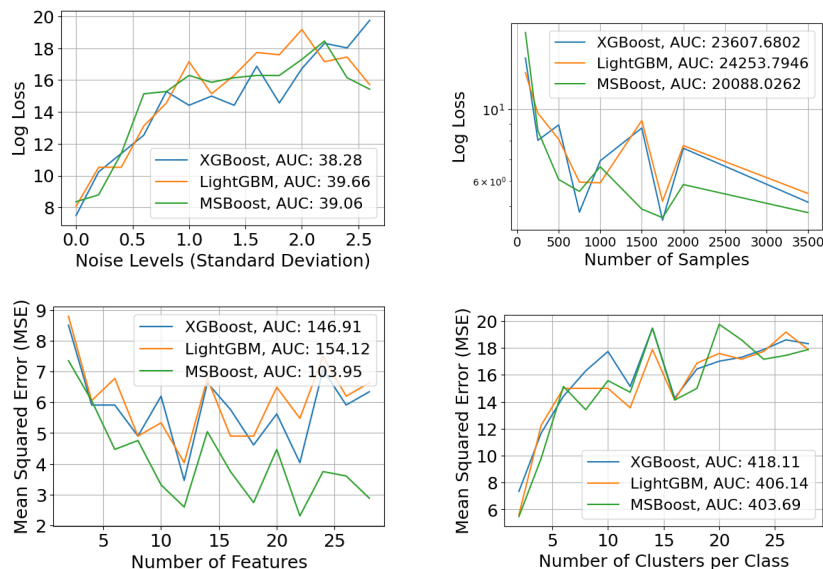 20
18
16
14
12
10
8
Log Loss
XGBoost, AUC: 38.28
LightGBM, AUC: 39.66
MSBoost, AUC: 39.06
0.0 0.5 1.0 1.5 2.0 2.5
Noise Levels (Standard Deviation)
XGBoost, AUC: 23607.6802
LightGBM, AUC: 24253.7946
MSBoost, AUC: 20088.0262
10¹
6 × 10⁰
Log Loss
0 500 1000 1500 2000 2500 3000 3500
Number of Samples
9
8
7
6
5
4
3
2
Mean Squared Error (MSE)
XGBoost, AUC: 146.91
LightGBM, AUC: 154.12
MSBoost, AUC: 103.95
5 10 15 20 25
Number of Features
20
18
16
14
12
10
8
6
Mean Squared Error (MSE)
XGBoost, AUC: 418.11
LightGBM, AUC: 406.14
MSBoost, AUC: 403.69
5 10 15 20 25
Number of Clusters per Class